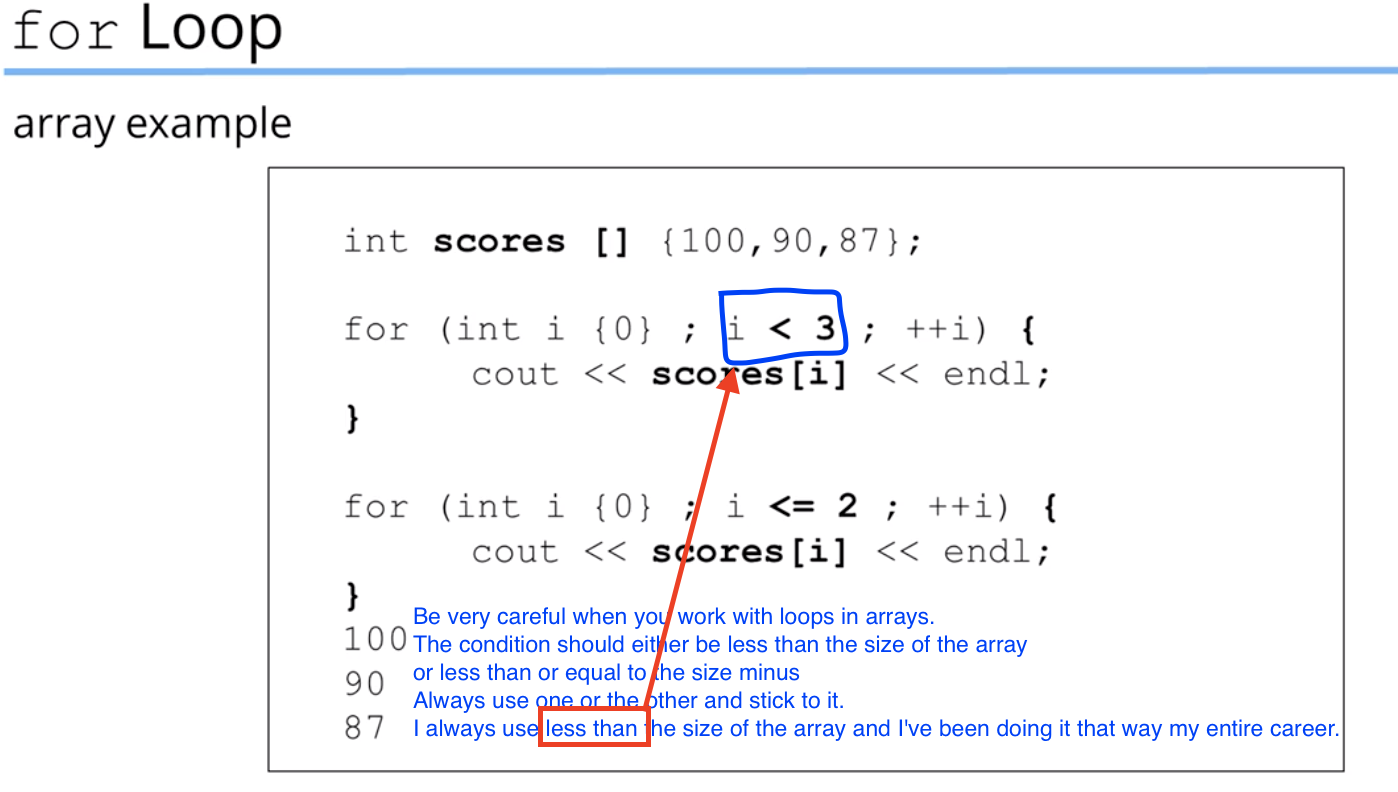 for Loop
array example
int scores [] {100,90,87};
for (int i {0} ; i < 3 ; ++i) {
cout << scores[i] << endl;
}
for (int i {0} ; i <= 2 ; ++i) {
cout << scores[i] << endl;
}
100
90
87
Be very careful when you work with loops in arrays.
The condition should either be less than the size of the array
or less than or equal to the size minus
Always use one or the other and stick to it.
I always use less than the size of the array and I've been doing it that way my entire career.